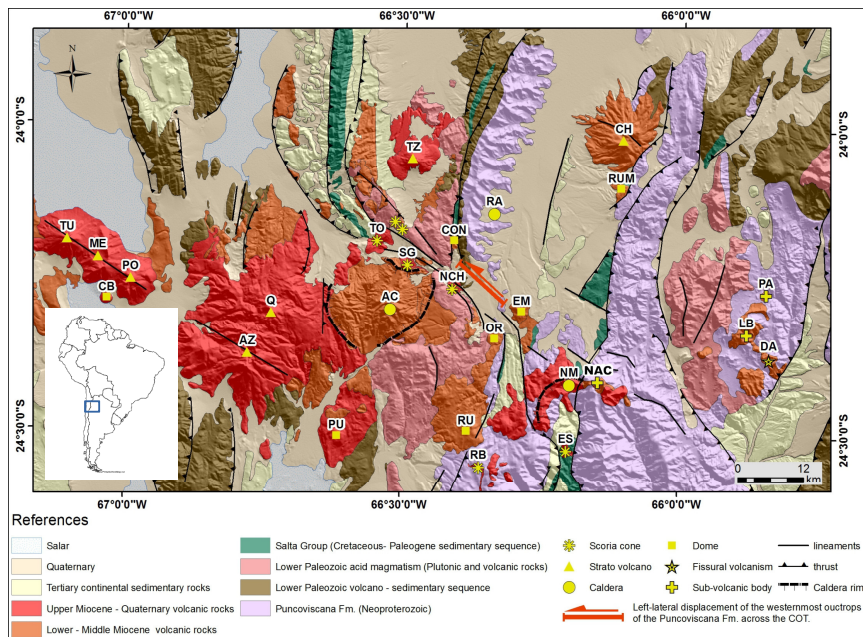 67°0'0"W 66°30'0"W 66°0'0"W
N
24°0'0"S 24°0'0"S
CH
TZ
RUM
RA
TU TO CON
ME SG
PO NCH PA
CB
Q AC EM
LB
AZ OR DA
NM NAC
PU RU
24°30'0"S 24°30'0"S
RB ES
0 12
km
67°0'0"W 66°30'0"W 66°0'0"W
References
Salar
Quaternary
Tertiary continental sedimentary rocks
Upper Miocene - Quaternary volcanic rocks
Lower - Middle Miocene volcanic rocks
Salta Group (Cretaceous- Paleogene sedimentary sequence)
Lower Paleozoic acid magmatism (Plutonic and volcanic rocks)
Lower Paleozoic volcano - sedimentary sequence
Puncoviscana Fm. (Neoproterozoic)
Scoria cone
Strato volcano
Caldera
Dome
Fissural volcanism
Sub-volcanic body
lineaments
thrust
Caldera rim
Left-lateral displacement of the westernmost ouctrops
of the Puncoviscana Fm. across the COT.